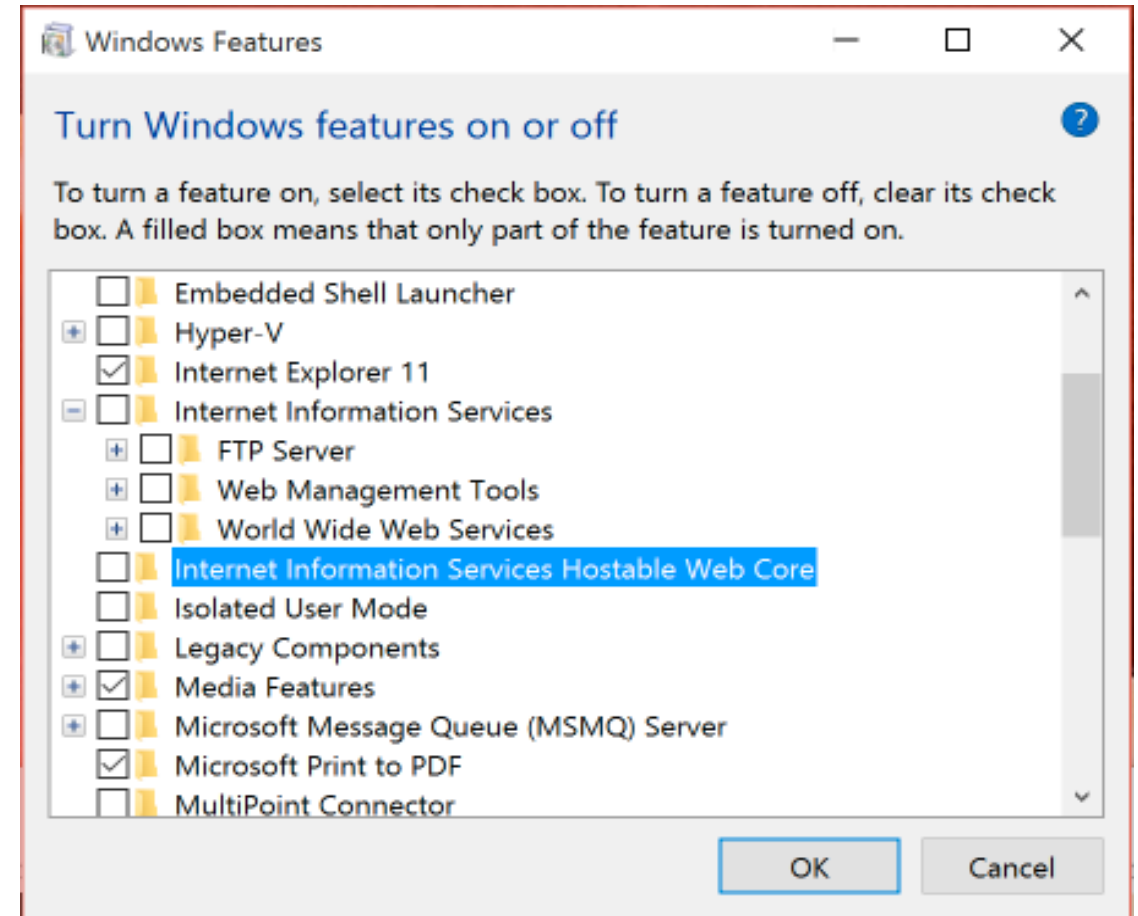 Windows Features
Turn Windows features on or off
?
To turn a feature on, select its check box. To turn a feature off, clear its check
box. A filled box means that only part of the feature is turned on.
Embedded Shell Launcher
Hyper-V
Internet Explorer 11
Internet Information Services
FTP Server
Web Management Tools
World Wide Web Services
Internet Information Services Hostable Web Core
Isolated User Mode
Legacy Components
Media Features
Microsoft Message Queue (MSMQ) Server
Microsoft Print to PDF
MultiPoint Connector
OK
Cancel